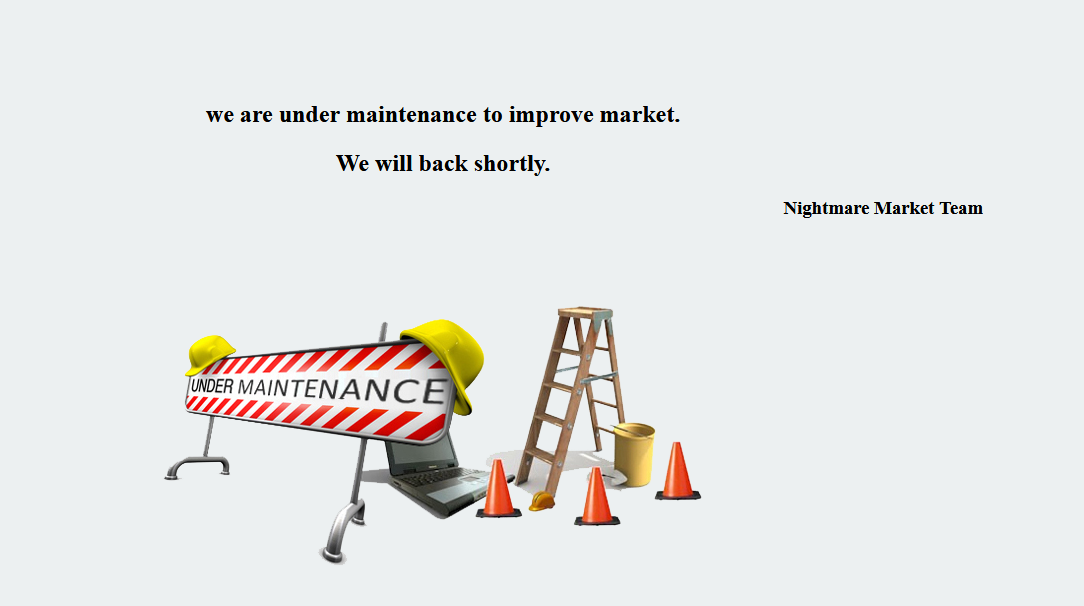 we are under maintenance to improve market.
We will back shortly.
Nightmare Market Team
UNDER MAINTENANCE